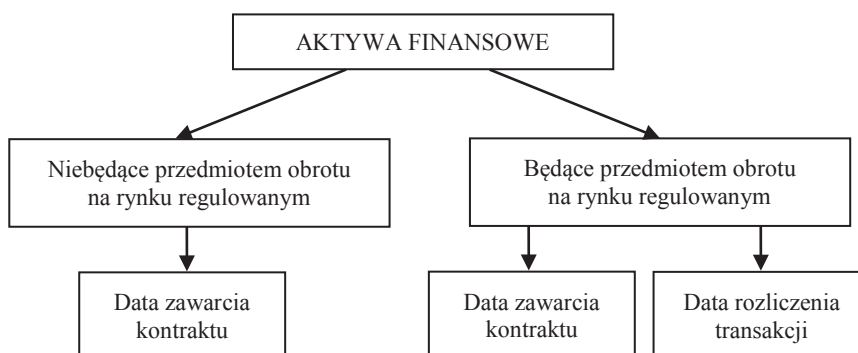 AKTYWA FINANSOWE
Niebędące przedmiotem obrotu
na rynku regulowanym
Będące przedmiotem obrotu
na rynku regulowanym
Data zawarcia
kontraktu
Data zawarcia
kontraktu
Data rozliczenia
transakcji